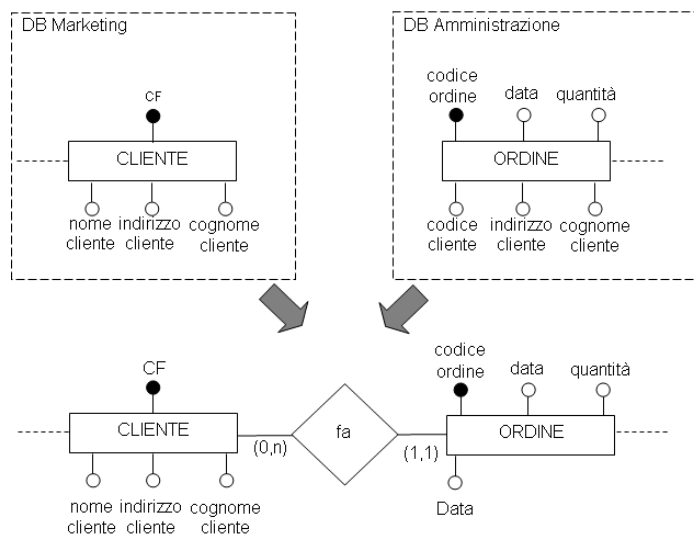 DB Marketing
CF
CLIENTE
nome
cliente
indirizzo
cliente
cognome
cliente
DB Amministrazione
codice
ordine
data
quantità
ORDINE
codice
cliente
indirizzo
cliente
cognome
cliente
CF
CLIENTE
nome
cliente
indirizzo
cliente
cognome
cliente
(0,n)
fa
(1,1)
codice
ordine
data
quantità
ORDINE
Data